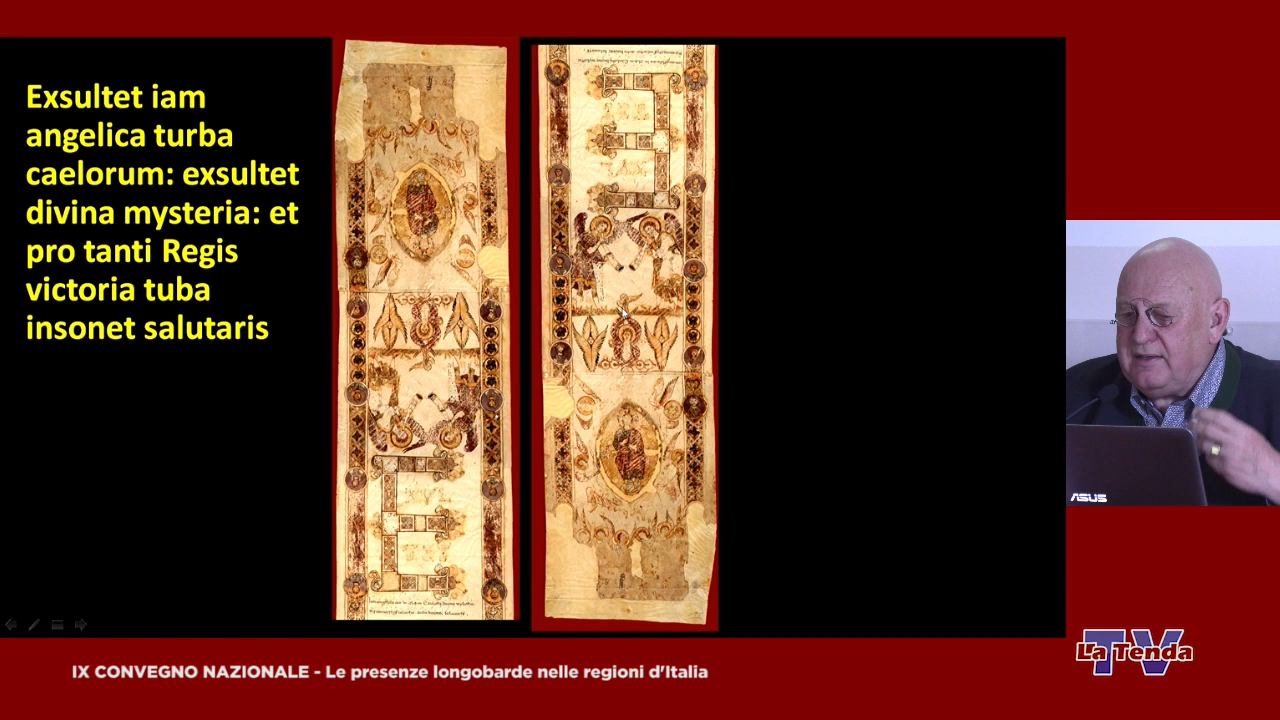 Exsultet iam
angelica turba
caelorum: exsultet
divina mysteria: et
pro tanti Regis
victoria tuba
insonet salutaris
ASUS
TV
La Tenda
IX CONVEGNO NAZIONALE - Le presenze longobarde nelle regioni d'Italia